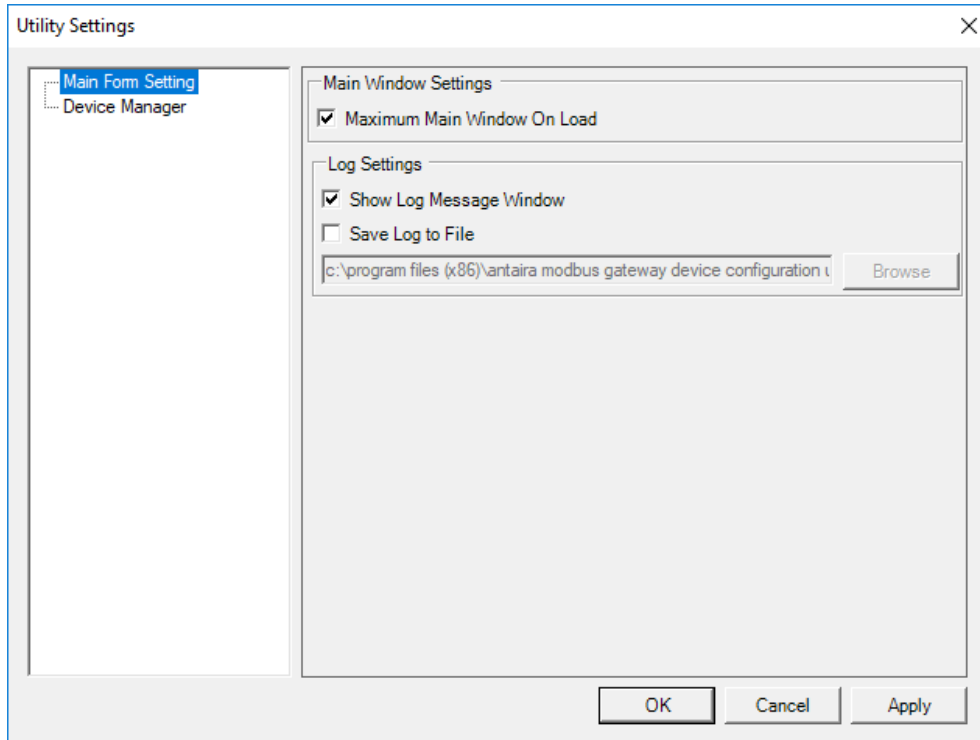 Utility Settings
Main Form Setting
Device Manager
Main Window Settings
Maximum Main Window On Load
Log Settings
Show Log Message Window
Save Log to File
c:\program files (x86)\antaira modbus gateway device configuration
Browse
OK
Cancel
Apply